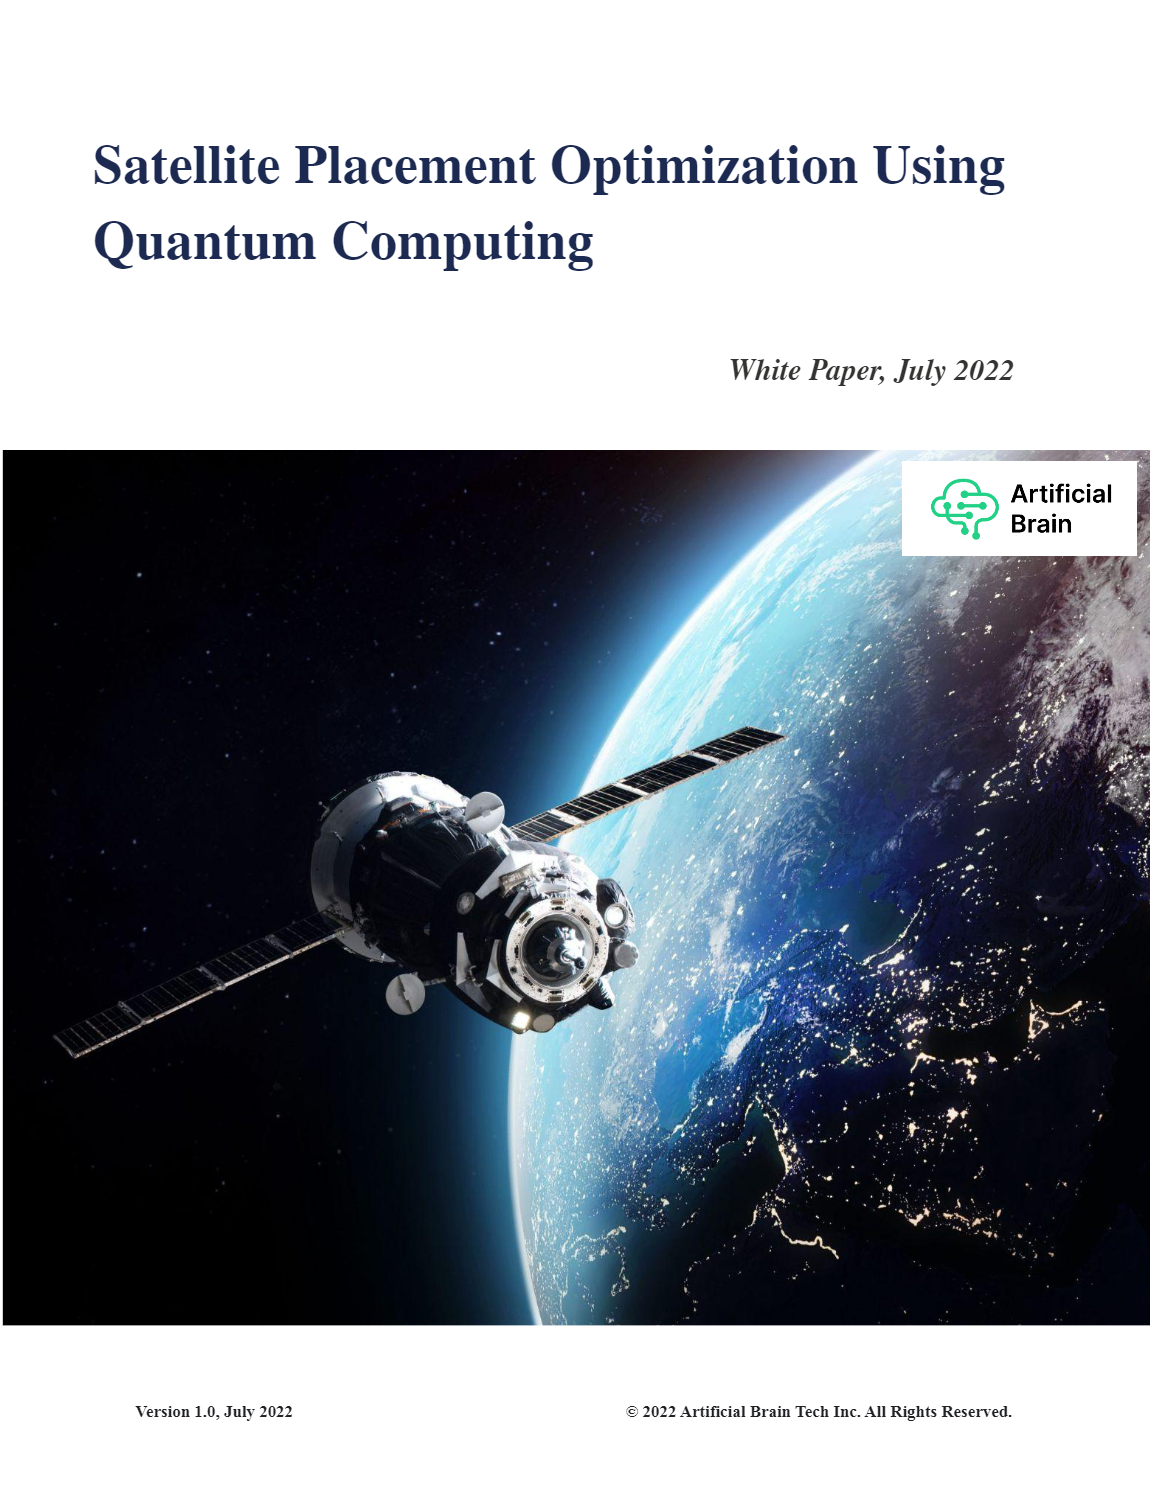 Satellite Placement Optimization Using
Quantum Computing
White Paper, July 2022
Artificial
Brain
Version 1.0, July 2022
© 2022 Artificial Brain Tech Inc. All Rights Reserved.